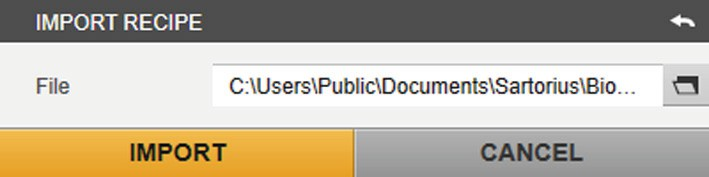 IMPORT RECIPE
File C:\Users\Public\Documents\Sartorius\Bio...
IMPORT CANCEL